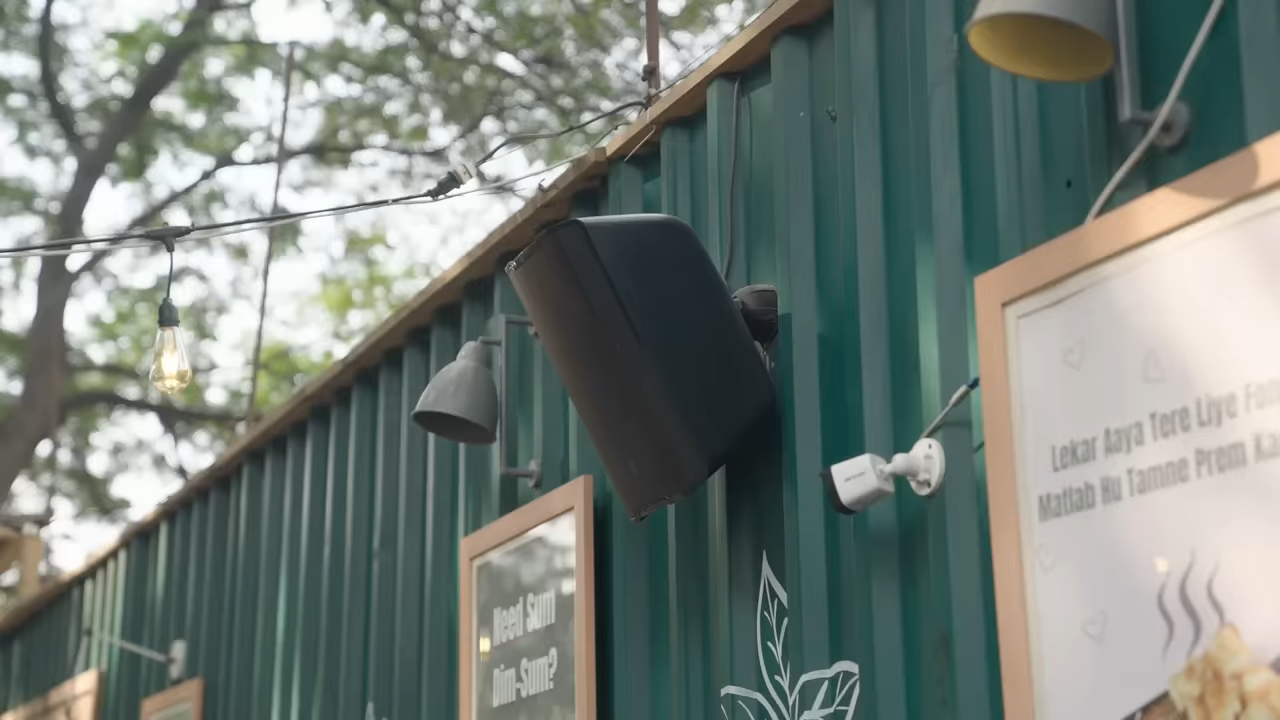 Need Sum
Dim-Sum?
Lekar Aaya Tere Liye
Matlab Hu Tamne Prem